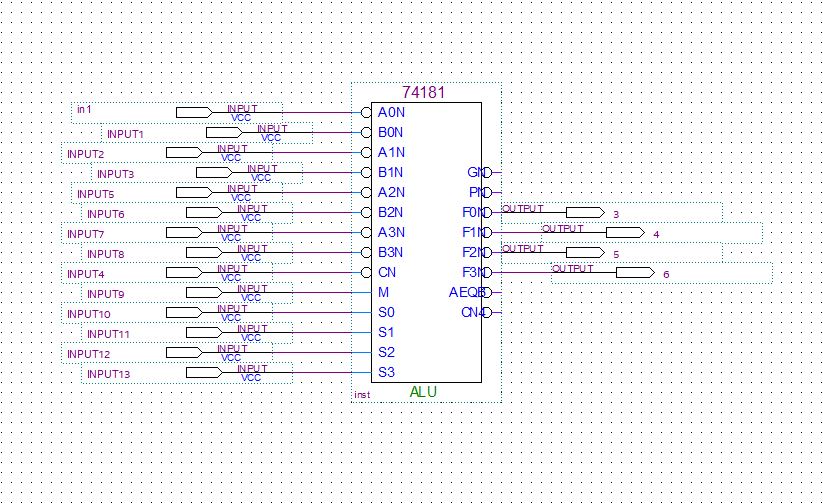 74181
in1 INPUT VCC A0N
INPUT1 INPUT VCC B0N
INPUT2 INPUT VCC A1N
INPUT3 INPUT VCC B1N GN
INPUT5 INPUT VCC A2N PN
INPUT6 INPUT VCC B2N F0N OUTPUT 3
INPUT7 INPUT VCC A3N F1N OUTPUT 4
INPUT8 INPUT VCC B3N F2N OUTPUT 5
INPUT4 INPUT VCC CN F3N OUTPUT 6
INPUT9 INPUT VCC M AEQB
INPUT10 INPUT VCC S0 CN4
INPUT11 INPUT VCC S1
INPUT12 INPUT VCC S2
INPUT13 INPUT VCC S3
inst ALU